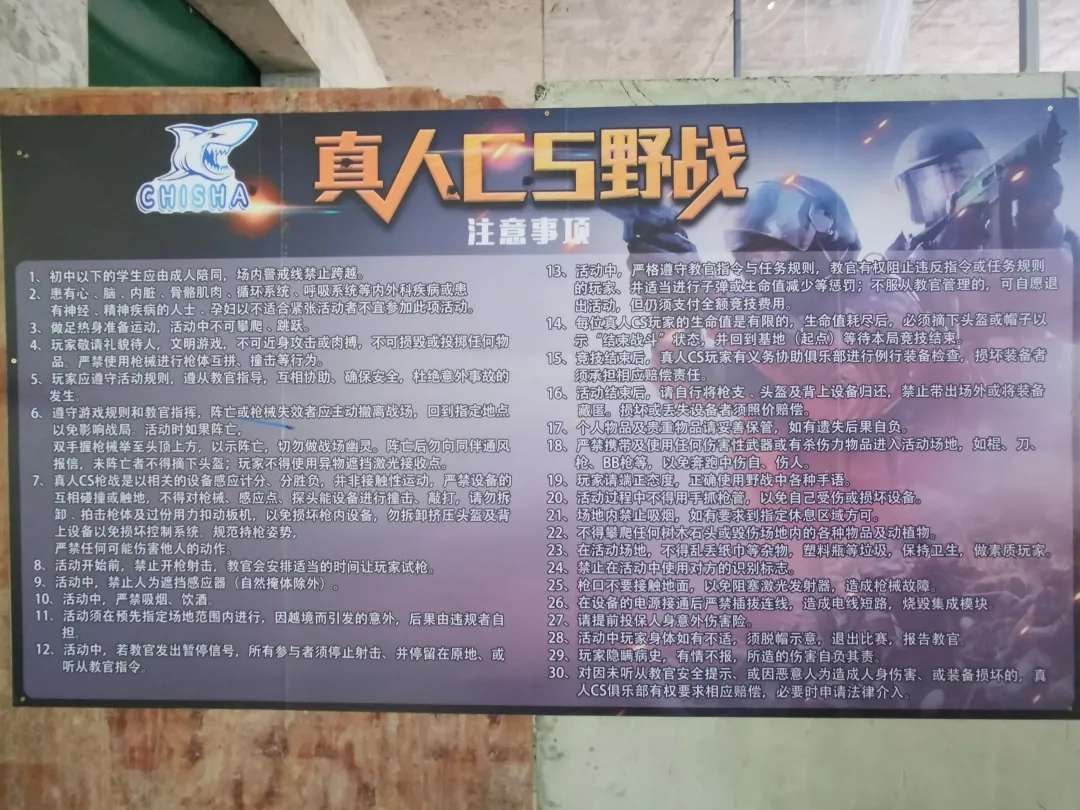 CHISHA
真人CS野战
注意事项
1、初中以下的学生应由成人陪同，场内警戒线禁止跨越。
2、患有心﹑脑﹑内脏﹑骨骼肌肉﹑循环系统﹑呼吸系统等内外科疾病或患
有神经﹑精神疾病的人士﹑孕妇以不适合紧张活动者不宜参加此项活动。
3、做足热身准备运动，活动中不可攀爬﹑跳跃。
4、玩家敬请礼貌待人，文明游戏，不可近身攻击或肉搏，不可损毁或投掷任何物
品﹑严禁使用枪械进行枪体互拼、撞击等行为。
5、玩家应遵守活动规则，遵从教官指导，互相协助、确保安全，杜绝意外事故的
发生。
6、遵守游戏规则和教官指挥，阵亡或枪械失效者应主动撤离战场，回到指定地点
以免影响战局﹒活动时如果阵亡，
双手握枪械举至头顶上方，以示阵亡，切勿做战场幽灵。阵亡后勿向同伴通风
报信，未阵亡者不得摘下头盔；玩家不得使用异物遮挡激光接收点。
7、真人CS枪战是以相关的设备感应计分、分胜负，并非接触性运动，严禁设备的
互相碰撞或触地，不得对枪械、感应点、探头能设备进行撞击、敲打，请勿拆
卸﹒拍击枪体及过份用力扣动板机，以免损坏枪内设备，勿拆卸挤压头盔及背
上设备以免损坏控制系统﹒规范持枪姿势，
严禁任何可能伤害他人的动作。
8、活动开始前，禁止开枪射击，教官会安排适当的时间让玩家试枪。
9、活动中，禁止人为遮挡感应器（自然掩体除外）。
10、活动中，严禁吸烟、饮酒。
11、活动须在预先指定场地范围内进行，因越境而引发的意外，后果由违规者自
担。
12、活动中，若教官发出暂停信号，所有参与者须停止射击、并停留在原地、或
听从教官指令。
13、活动中，严格遵守教官指令与任务规则，教官有权阻止违反指令或任务规则
的玩家、并适当进行子弹或生命值减少等惩罚；不服从教官管理的，可自愿退
出活动，但仍须支付全额竞技费用。
14、每位真人CS玩家的生命值是有限的，生命值耗尽后，必须摘下头盔或帽子以
示“结束战斗”状态，并回到基地（起点）等待本局竞技结束。
15、竞技结束后，真人CS玩家有义务协助俱乐部进行例行装备检查，损坏装备者
须承担相应赔偿责任。
16、活动结束后，请自行将枪支﹑头盔及背上设备归还，禁止带出场外或将装备
藏匿。损坏或丢失设备者须照价赔偿。
17、个人物品及贵重物品请妥善保管，如有遗失后果自负。
18、严禁携带及使用任何伤害性武器或有杀伤力物品进入活动场地，如棍、刀、
枪、BB枪等，以免奔跑中伤自、伤人。
19、玩家请端正态度，正确使用野战中各种手语。
20、活动过程中不得用手抓枪管，以免自己受伤或损坏设备。
21、场地内禁止吸烟，如有要求到指定休息区域方可。
22、不得攀爬任何树木石头或毁伤场地内的各种物品及动植物。
23、在活动场地，不得乱丢纸巾等杂物，塑料瓶等垃圾，保持卫生，做素质玩家。
24、禁止在活动中使用对方的识别标志。
25、枪口不要接触地面，以免阻塞激光发射器，造成枪械故障。
26、在设备的电源接通后严禁插拔连线，造成电线短路，烧毁集成模块
27、请提前投保人身意外伤害险。
28、活动中玩家身体如有不适，须脱帽示意，退出比赛，报告教官
29、玩家隐瞒病史，有情不报，所造的伤害自负其责。
30、对因未听从教官安全提示、或因恶意人为造成人身伤害、或装备损坏的，真
人CS俱乐部有权要求相应赔偿，必要时申请法律介入。